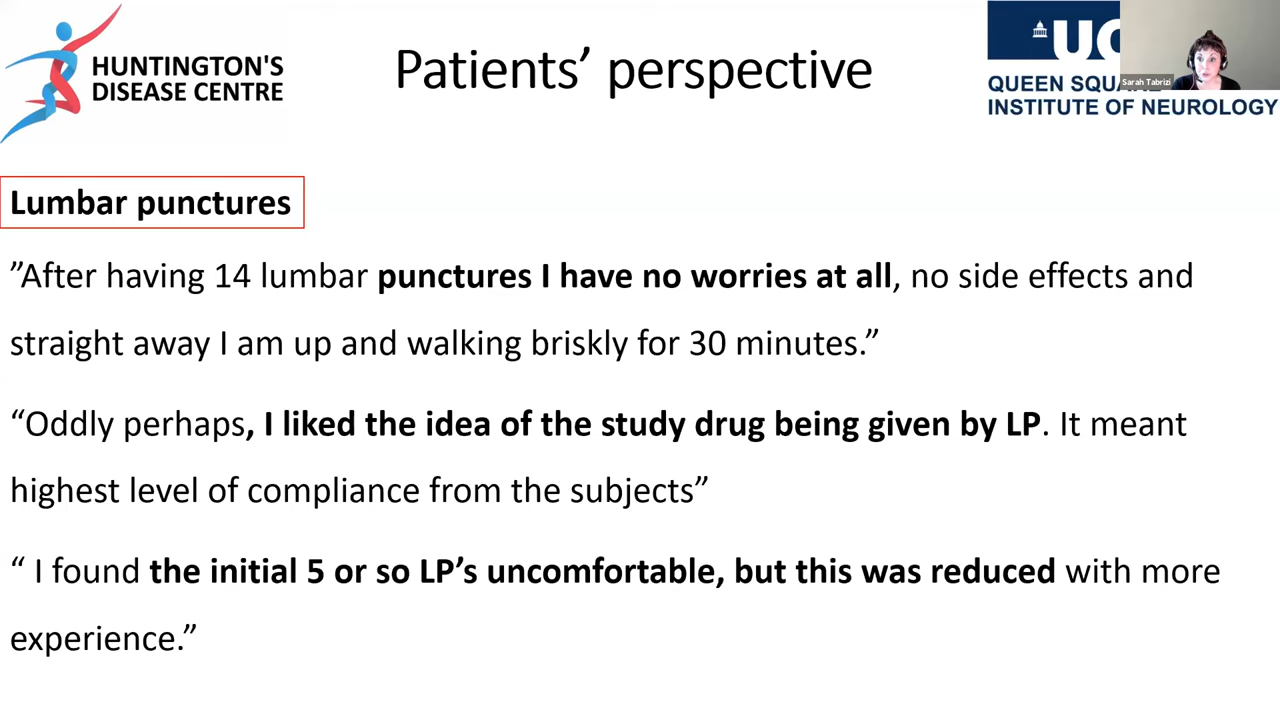 HUNTINGTON'S
DISEASE CENTRE
Patients’ perspective
UC
QUEEN SQUA
INSTITUTE OF NEUROLOGY
Sarah Tabrizi
Lumbar punctures
”After having 14 lumbar punctures I have no worries at all, no side effects and
straight away I am up and walking briskly for 30 minutes.”
“Oddly perhaps, I liked the idea of the study drug being given by LP. It meant
highest level of compliance from the subjects”
“ I found the initial 5 or so LP’s uncomfortable, but this was reduced with more
experience.”